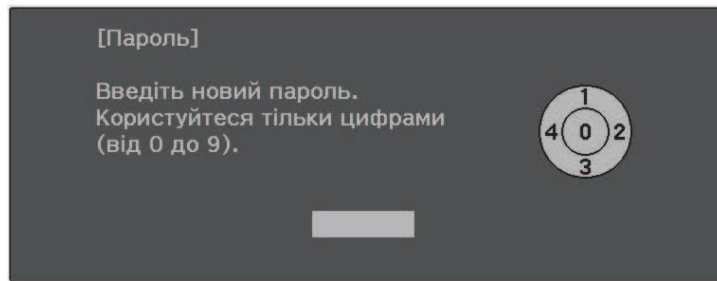 [Пароль]
Введіть новий пароль.
Користуйтеся тільки цифрами
(від 0 до 9).
1
4 0 2
3